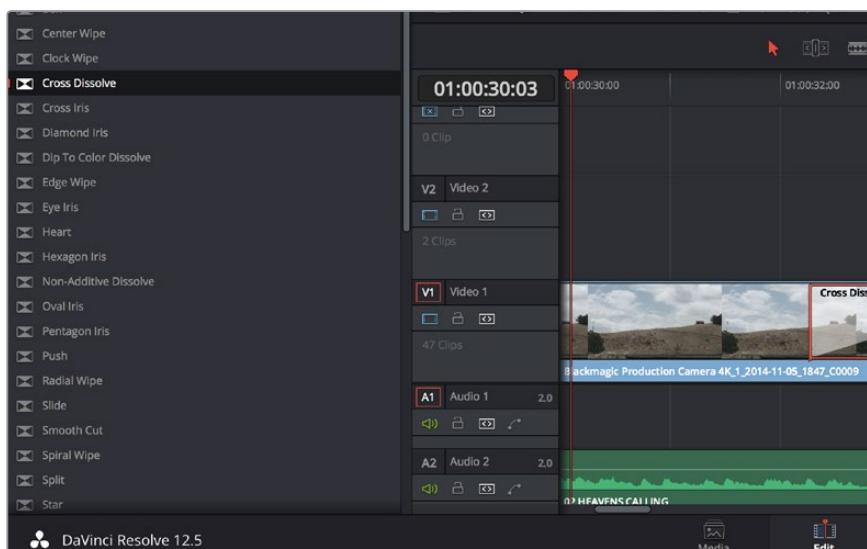 Center Wipe
Clock Wipe
Cross Dissolve
Cross Iris
Diamond Iris
Dip To Color Dissolve
Edge Wipe
Eye Iris
Heart
Hexagon Iris
Non-Additive Dissolve
Oval Iris
Pentagon Iris
Push
Radial Wipe
Slide
Smooth Cut
Spiral Wipe
Split
Star
DaVinci Resolve 12.5
01:00:30:03
01:00:30:00
01:00:32:00
0 Clip
V2 Video 2
2 Clips
V1 Video 1
47 Clips
Cross Diss
Blackmagic Production Camera 4K_1_2014-11-05_1847_C0009
A1 Audio 1 2.0
A2 Audio 2 2.0
02 HEAVENS CALLING
Media
Edit